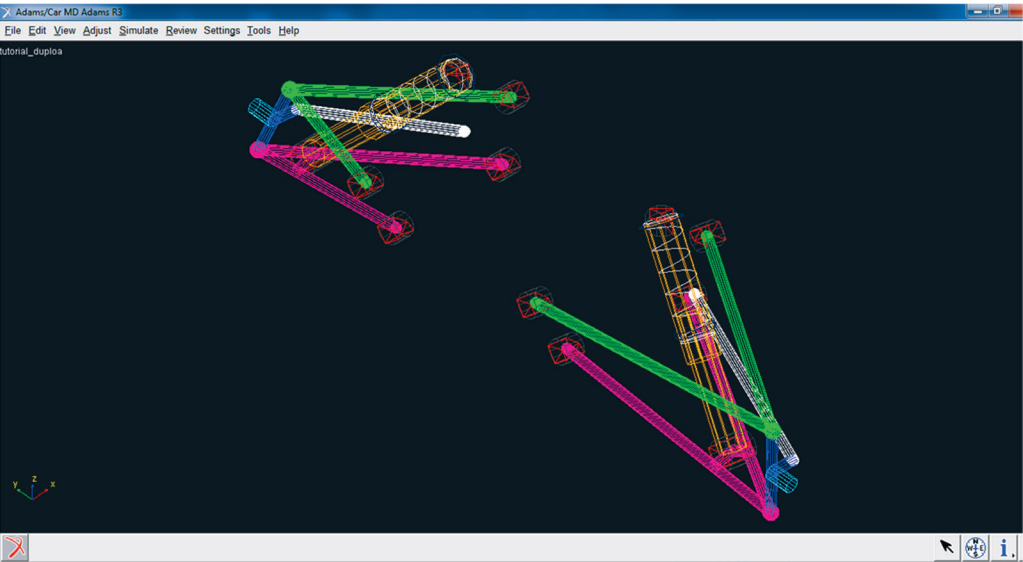 Adams/Car MD Adams R3
File Edit View Adjust Simulate Review Settings Tools Help
tutorial_duploa
z
y x
N
W E
S
i